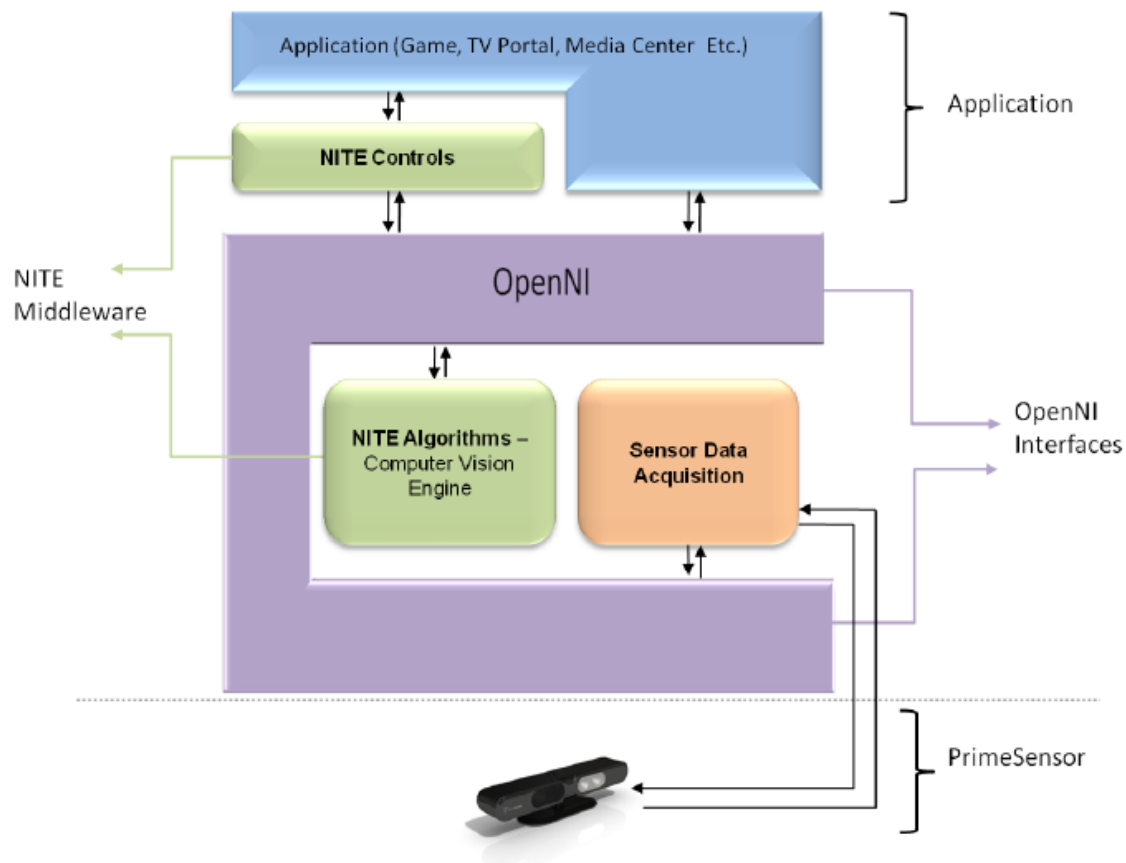 Application (Game, TV Portal, Media Center Etc.)
Application
NITE Controls
NITE
Middleware
OpenNI
OpenNI
Interfaces
NITE Algorithms –
Computer Vision
Engine
Sensor Data
Acquisition
PrimeSensor